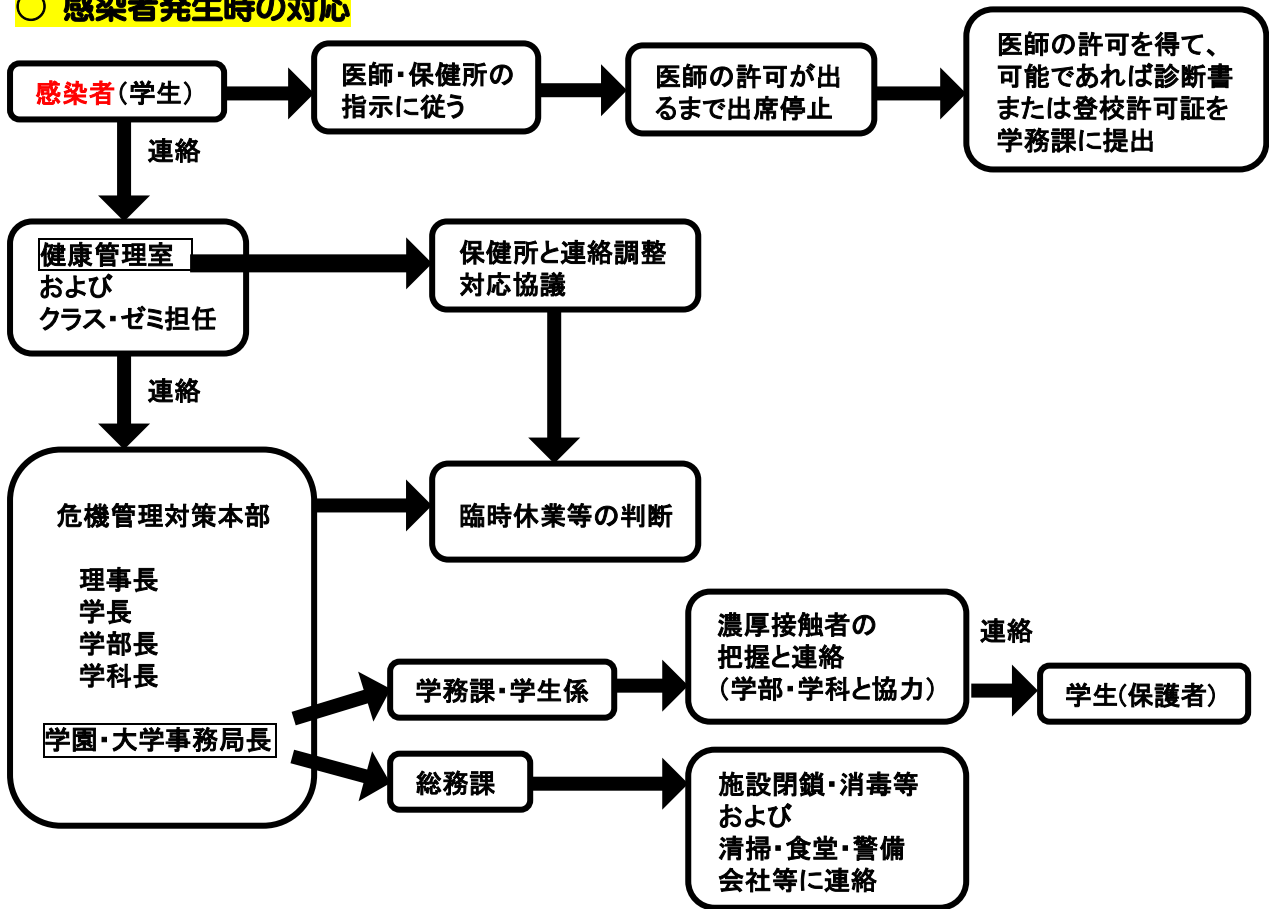 ○ 感染者発生時の対応
感染者(学生)
医師・保健所の
指示に従う
医師の許可が出
るまで出席停止
医師の許可を得て、
可能であれば診断書
または登校許可証を
学務課に提出
連絡
健康管理室
および
クラス・ゼミ担任
保健所と連絡調整
対応協議
連絡
危機管理対策本部
理事長
学長
学部長
学科長
学園・大学事務局長
臨時休業等の判断
学務課・学生係
濃厚接触者の
把握と連絡
(学部・学科と協力)
連絡
学生(保護者)
総務課
施設閉鎖・消毒等
および
清掃・食堂・警備
会社等に連絡